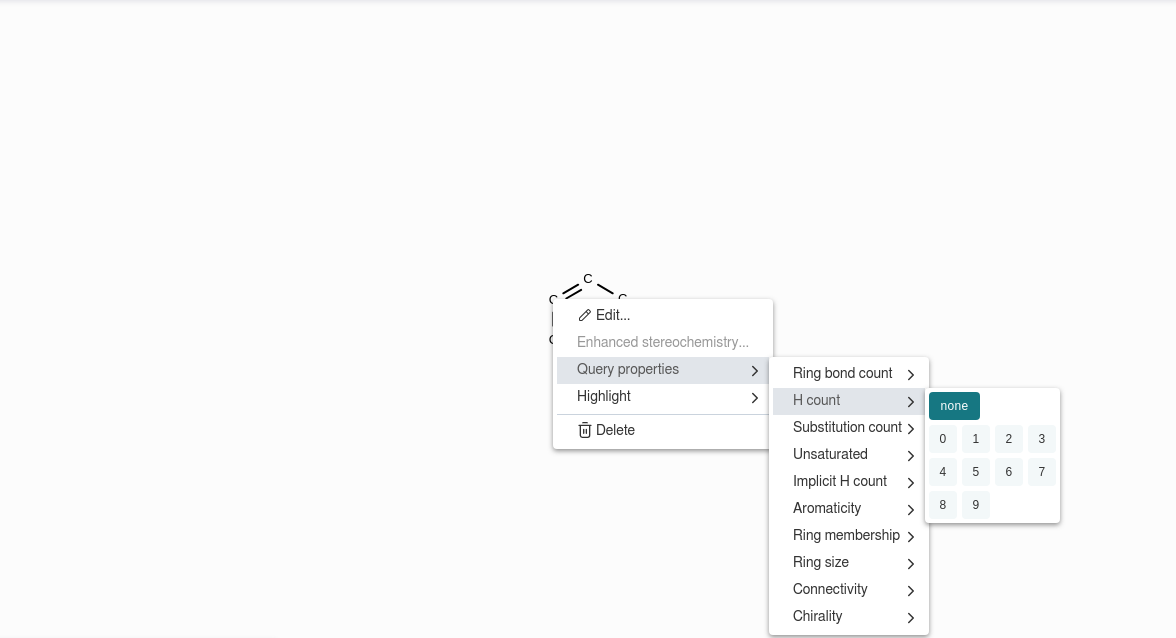 C
C
C
C
Edit...
Enhanced stereochemistry...
Query properties
Highlight
Delete
Ring bond count
H count
Substitution count
Unsaturated
Implicit H count
Aromaticity
Ring membership
Ring size
Connectivity
Chirality
none
0 1 2 3
4 5 6 7
8 9